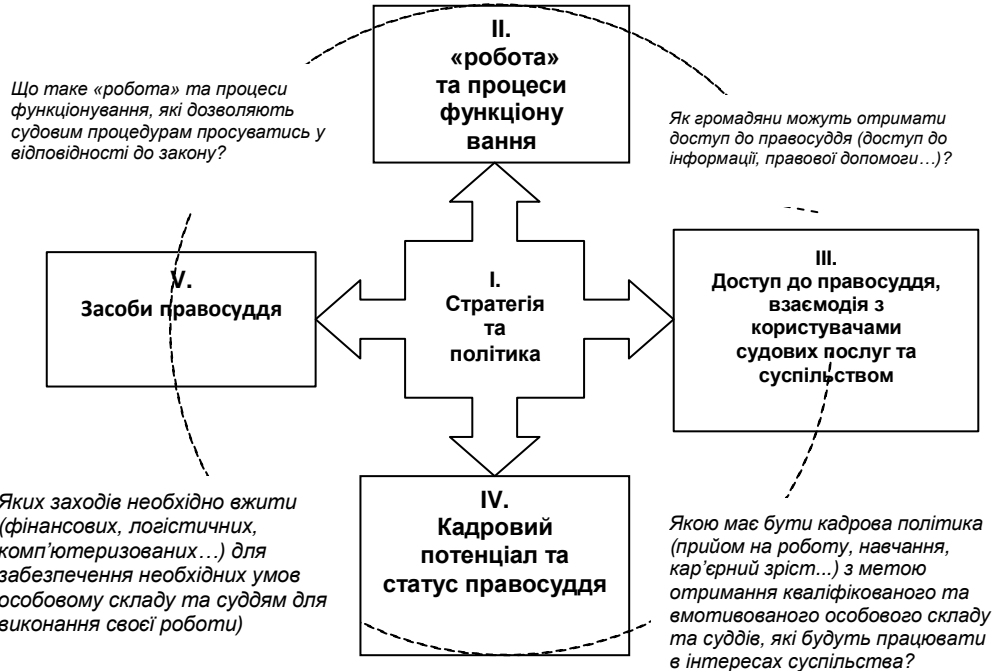 II.
«робота»
та процеси
функціону
вання
Що таке «робота» та процеси
функціонування, які дозволяють
судовим процедурам просуватись у
відповідності до закону?
Як громадяни можуть отримати
доступ до правосуддя (доступ до
інформації, правової допомоги…)?
V.
Засоби правосуддя
I.
Стратегія
та
політика
III.
Доступ до правосуддя,
взаємодія з
користувачами
судових послуг та
суспільством
Яких заходів необхідно вжити
(фінансових, логістичних,
комп’ютеризованих…) для
забезпечення необхідних умов
особовому складу та суддям для
виконання своєї роботи)
IV.
Кадровий
потенціал та
статус правосуддя
Якою має бути кадрова політика
(прийом на роботу, навчання,
кар’єрний зріст...) з метою
отримання кваліфікованого та
вмотивованого особового складу
та суддів, які будуть працювати
в інтересах суспільства?